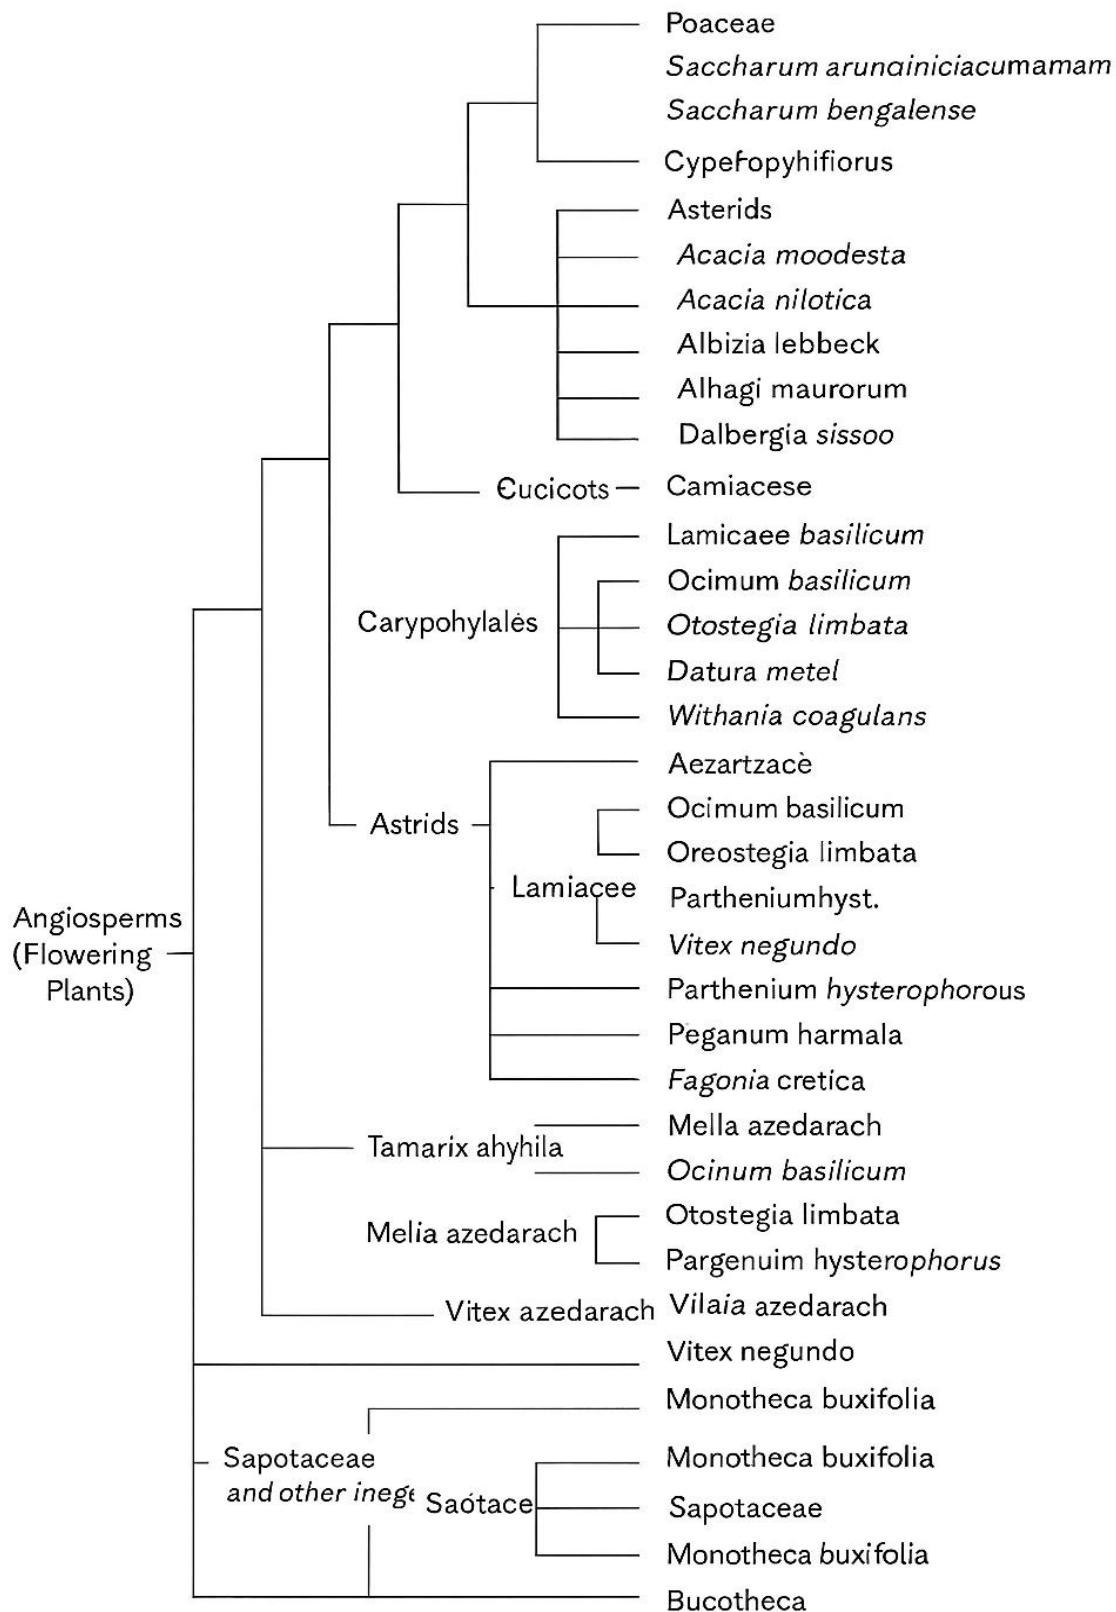 Poaceae
Saccharum arunainiciacumamam
Saccharum bengalense
Cyperopyhifiorus
Asterids
Acacia moodesta
Acacia nilotica
Albizia lebbeck
Alhagi maurorum
Dalbergia sissoo
Єucicots
Camiacese
Lamicaee basilicum
Ocimum basilicum
Carypohylalės
Otostegia limbata
Datura metel
Withania coagulans
Aezartzacè
Ocimum basilicum
Astrids
Oreostegia limbata
Lamiacee
Partheniumhyst.
Vitex negundo
Angiosperms
(Flowering
Plants)
Parthenium hysterophorous
Peganum harmala
Fagonia cretica
Mella azedarach
Tamarix ahyhila
Ocinum basilicum
Otostegia limbata
Melia azedarach
Pargenuim hysterophorus
Vitex azedarach
Vilaia azedarach
Vitex negundo
Monotheca buxifolia
Sapotaceae
and other inege
Monotheca buxifolia
Saótace
Sapotaceae
Monotheca buxifolia
Bucotheca